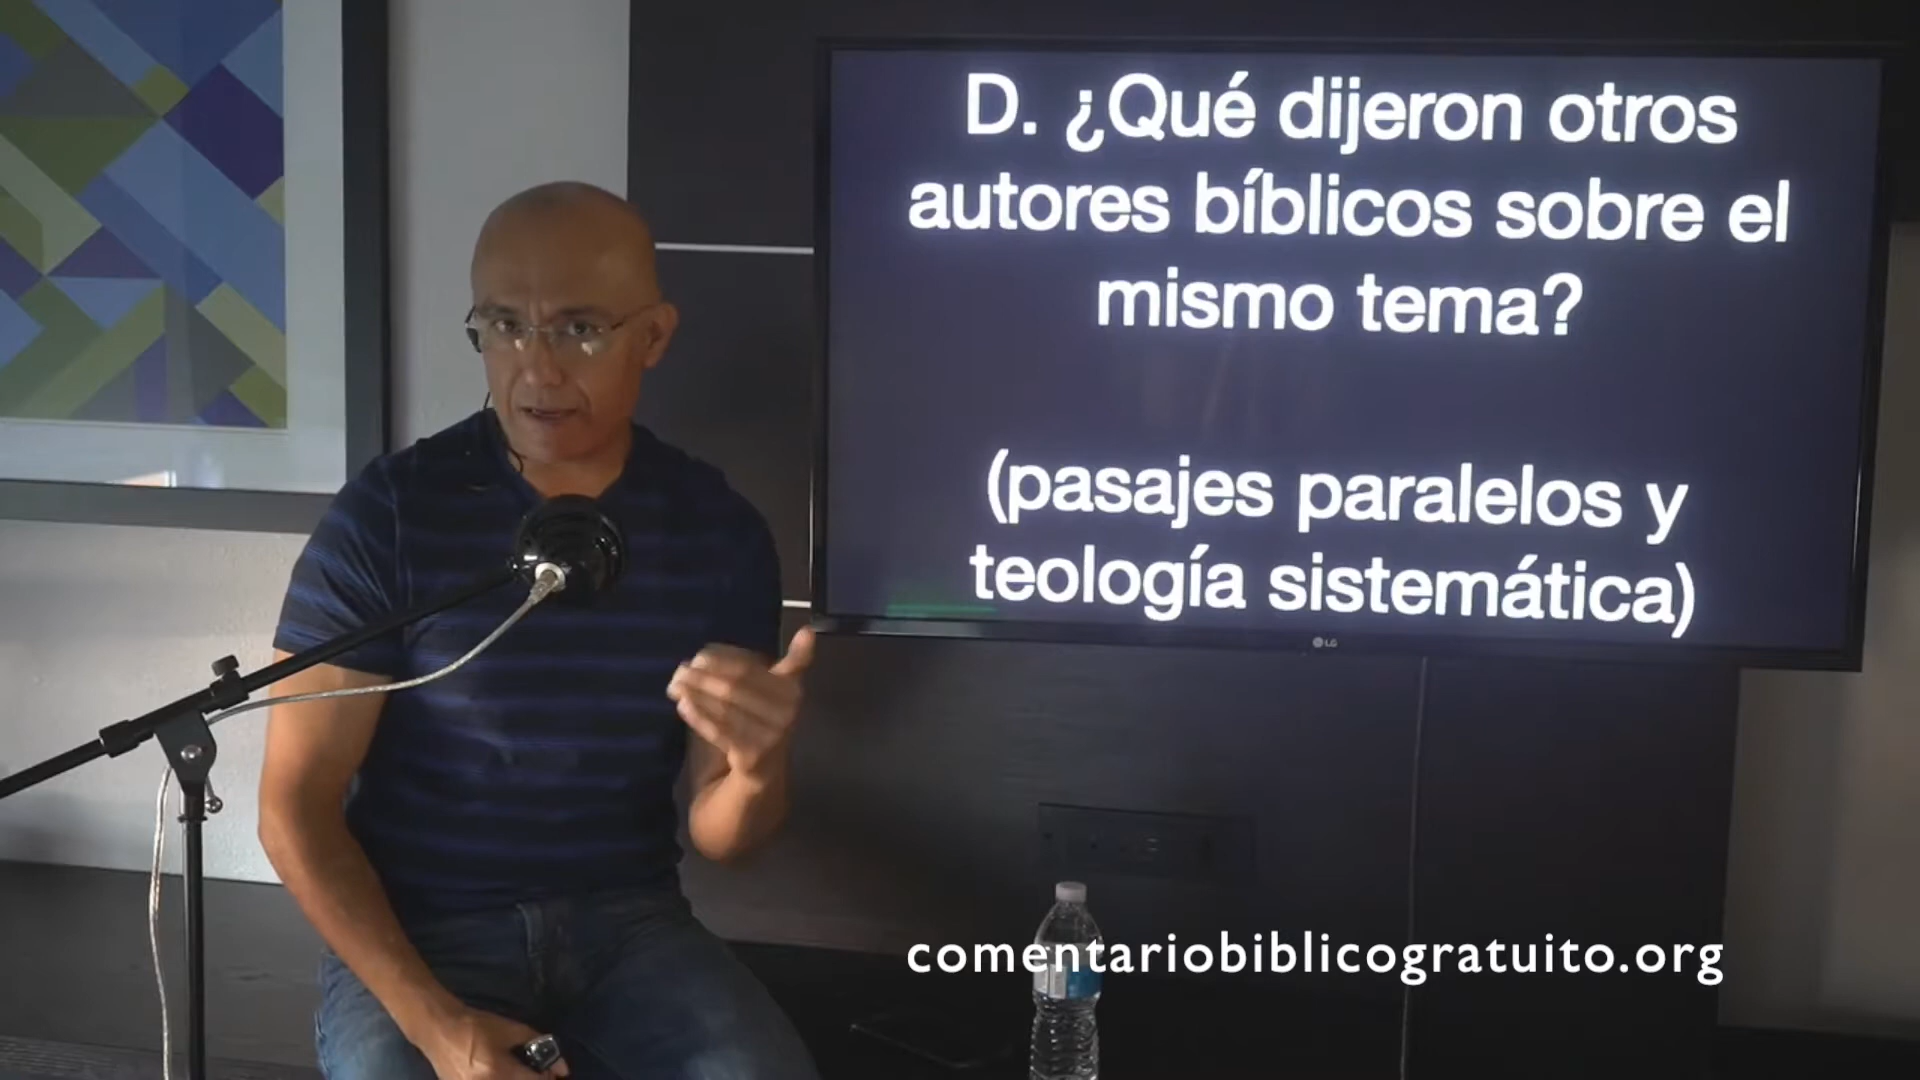 D. ¿Qué dijeron otros
autores bíblicos sobre el
mismo tema?
(pasajes paralelos y
teología sistemática)
LG
comentariobiblicogratuito.org